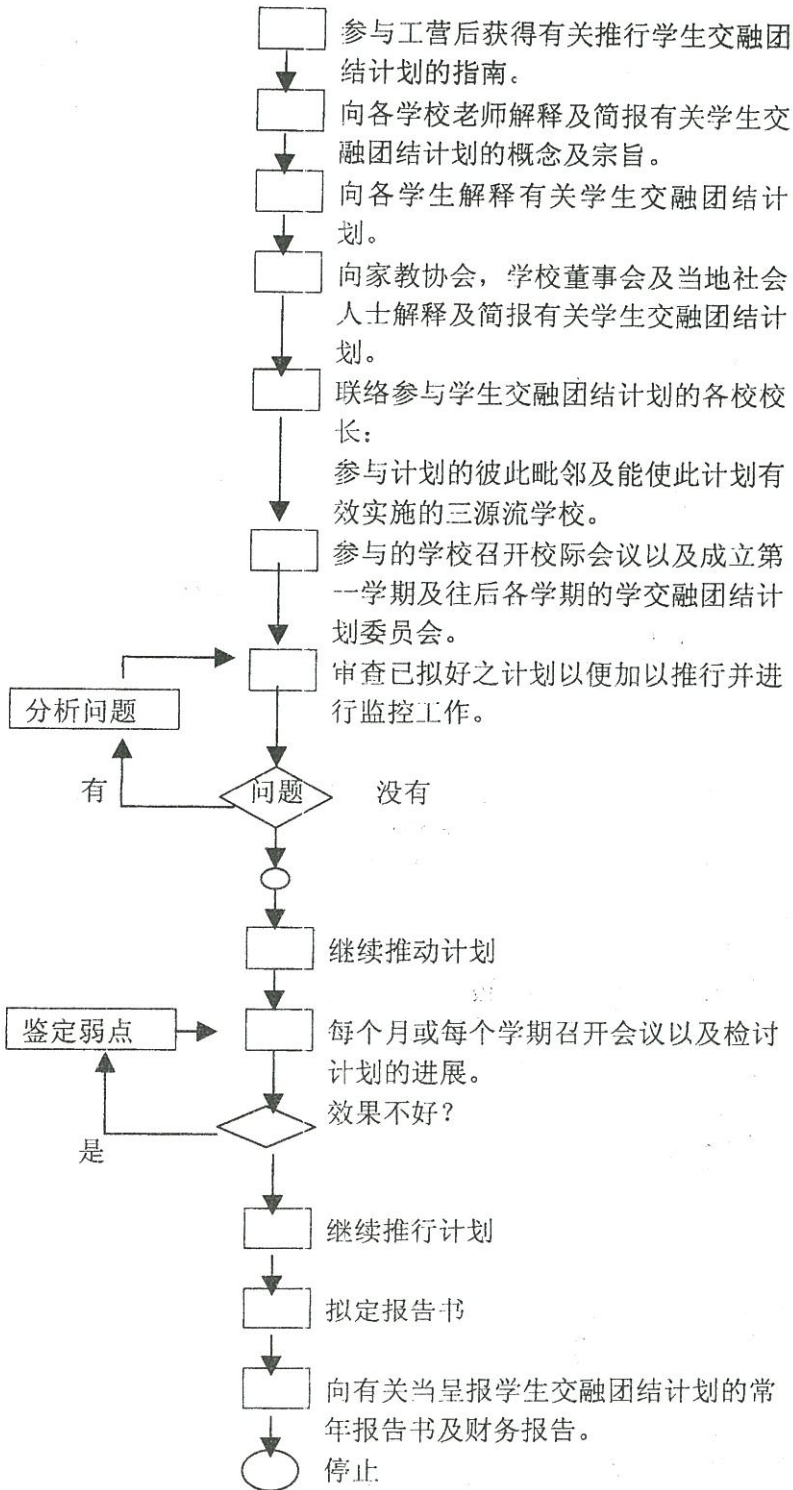 参与工营后获得有关推行学生交融团
结计划的指南。
向各学校老师解释及简报有关学生交
融团结计划的概念及宗旨。
向各学生解释有关学生交融团结计
划。
向家教协会，学校董事会及当地社会
人士解释及简报有关学生交融团结计
划。
联络参与学生交融团结计划的各校校
长：
参与计划的彼此毗邻及能使此计划有
效实施的三源流学校。
参与的学校召开校际会议以及成立第
一学期及往后各学期的学交融团结计
划委员会。
审查已拟好之计划以便加以推行并进
行监控工作。
分析问题
有
问题
没有
继续推动计划
鉴定弱点
每个月或每个学期召开会议以及检讨
计划的进展。
效果不好？
是
继续推行计划
拟定报告书
向有关当呈报学生交融团结计划的常
年报告书及财务报告。
停止